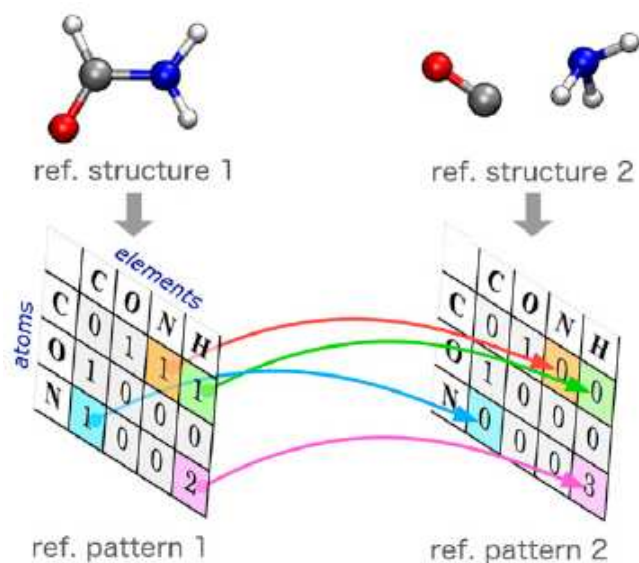 ref. structure 1
ref. structure 2
elements
atoms
C O N H
C 0 1 1 1
O 1 0 0 0
N 1 0 0 2
C O N H
C 0 1 0 0
O 1 0 0 0
N 0 0 0 3
ref. pattern 1
ref. pattern 2